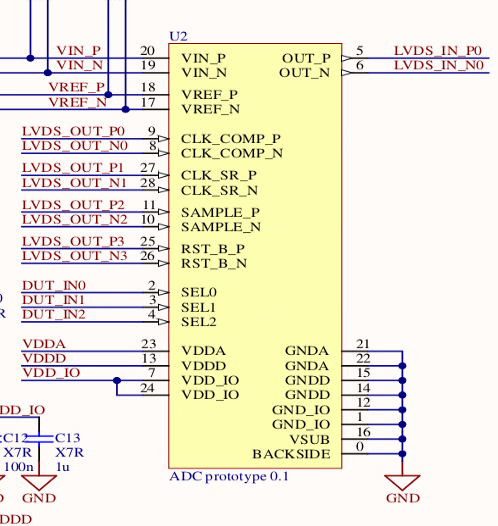 U2
VIN_P 20 VIN_P OUT_P 5 LVDS_IN_P0
VIN_N 19 VIN_N OUT_N 6 LVDS_IN_N0
VREF_P 18 VREF_P
VREF_N 17 VREF_N
LVDS_OUT_P0 9 CLK_COMP_P
LVDS_OUT_N0 8 CLK_COMP_N
LVDS_OUT_P1 27 CLK_SR_P
LVDS_OUT_N1 28 CLK_SR_N
LVDS_OUT_P2 11 SAMPLE_P
LVDS_OUT_N2 10 SAMPLE_N
LVDS_OUT_P3 25 RST_B_P
LVDS_OUT_N3 26 RST_B_N
DUT_IN0 2 SEL0
DUT_IN1 3 SEL1
R DUT_IN2 4 SEL2
VDDA 23 VDDA GNDA 21
VDDD 13 VDDD GNDA 22
VDD_IO 7 VDD_IO GNDD 15
24 VDD_IO GNDD 14
DD_IO GND_IO 12
GND_IO 1
C12 C13 VSUB 16
X7R X7R BACKSIDE 0
100n 1u
ADC prototype 0.1
GND GND
DDD